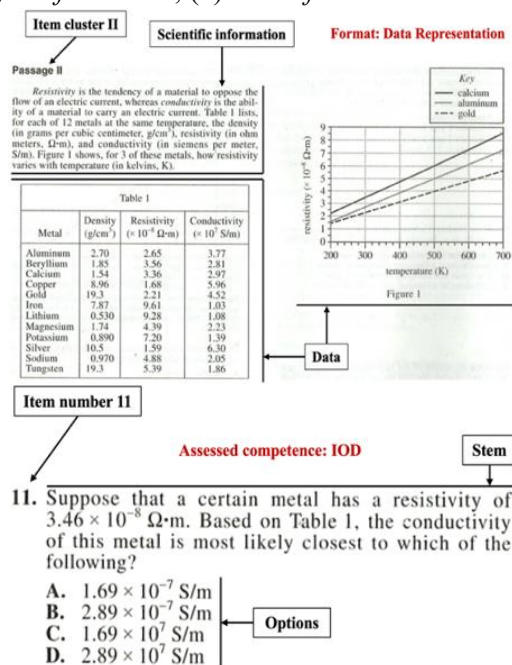 Item cluster II
Scientific information
Format: Data Representation
Passage II
Resistivity is the tendency of a material to oppose the
flow of an electric current, whereas conductivity is the abil-
ity of a material to carry an electric current. Table 1 lists,
for each of 12 metals at the same temperature, the density
(in grams per cubic centimeter, g/cm³), resistivity (in ohm
meters, Ω·m), and conductivity (in siemens per meter,
S/m). Figure 1 shows, for 3 of these metals, how resistivity
varies with temperature (in kelvins, K).
Key
calcium
aluminum
gold
resistivity (× 10⁻⁸ Ω·m)
9
8
7
6
5
4
3
2
1
0
200 300 400 500 600 700
temperature (K)
Figure 1
Table 1
Metal Density (g/cm³) Resistivity (× 10⁻⁸ Ω·m) Conductivity (× 10⁷ S/m)
Aluminum 2.70 2.65 3.77
Beryllium 1.85 3.56 2.81
Calcium 1.54 3.36 2.97
Copper 8.96 1.68 5.96
Gold 19.3 2.21 4.52
Iron 7.87 9.61 1.03
Lithium 0.530 9.28 1.08
Magnesium 1.74 4.39 2.23
Potassium 0.890 7.20 1.39
Silver 10.5 1.59 6.30
Sodium 0.970 4.88 2.05
Tungsten 19.3 5.39 1.86
Data
Item number 11
Assessed competence: IOD
Stem
11. Suppose that a certain metal has a resistivity of
3.46 × 10⁻⁸ Ω·m. Based on Table 1, the conductivity
of this metal is most likely closest to which of the
following?
A. 1.69 × 10⁻⁷ S/m
B. 2.89 × 10⁻⁷ S/m
C. 1.69 × 10⁷ S/m
D. 2.89 × 10⁷ S/m
Options